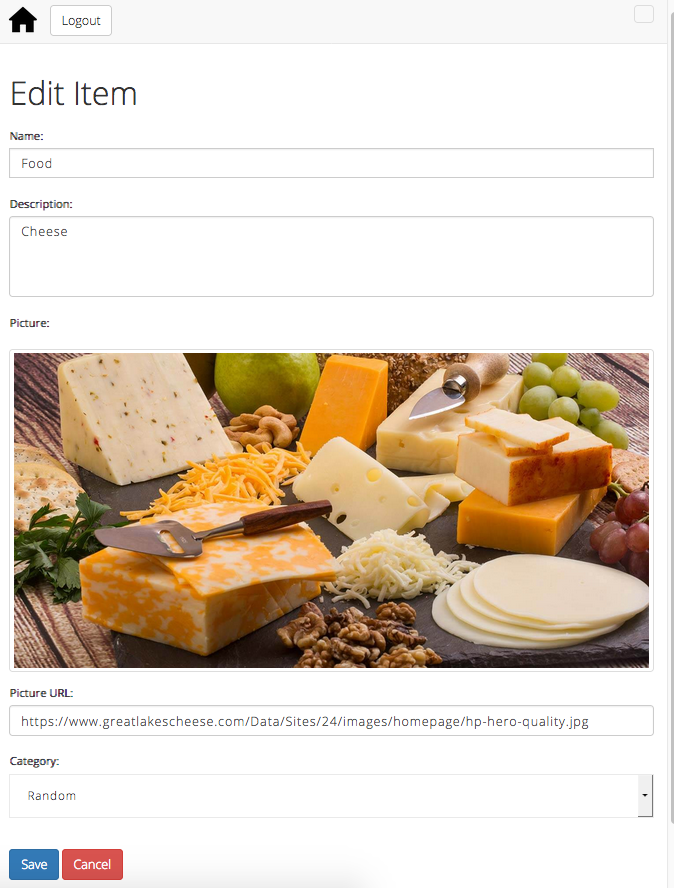 Logout
Edit Item
Name:
Food
Description:
Cheese
Picture:
Picture URL:
https://www.greatlakescheese.com/Data/Sites/24/images/homepage/hp-hero-quality.jpg
Category:
Random
Save Cancel